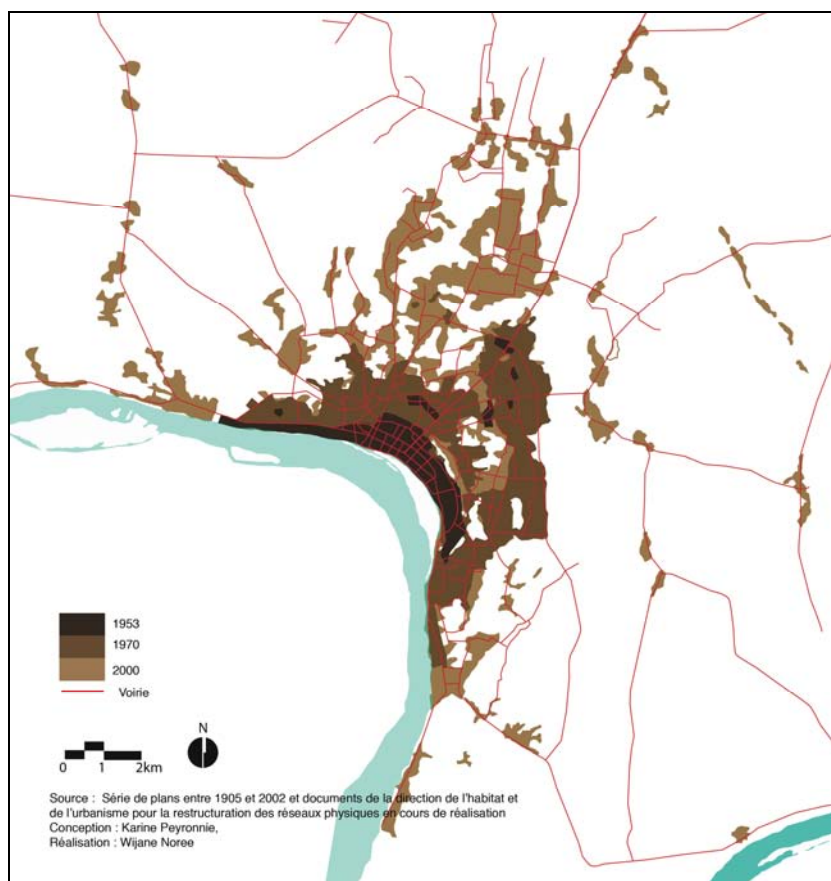 1953
1970
2000
Voirie
N
0 1 2km
Source : Série de plans entre 1905 et 2002 et documents de la direction de l'habitat et
de l'urbanisme pour la restructuration des réseaux physiques en cours de réalisation
Conception : Karine Peyronnie,
Réalisation : Wijane Noree